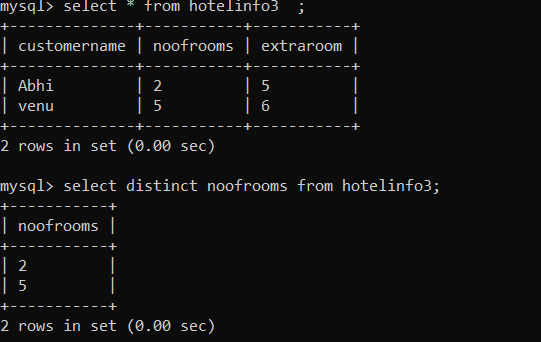 mysql> select * from hotelinfo3  ;
+--------------+-----------+-----------+
| customername | noofrooms | extraroom |
+--------------+-----------+-----------+
| Abhi         | 2         | 5         |
| venu         | 5         | 6         |
+--------------+-----------+-----------+
2 rows in set (0.00 sec)

mysql> select distinct noofrooms from hotelinfo3;
+-----------+
| noofrooms |
+-----------+
| 2         |
| 5         |
+-----------+
2 rows in set (0.00 sec)